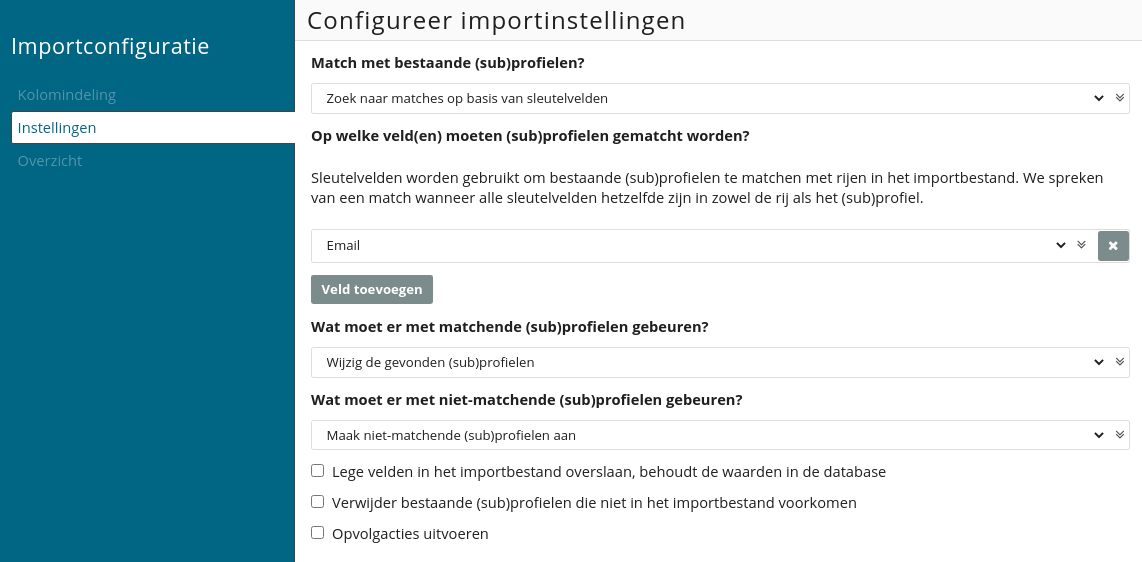 Importconfiguratie
Kolomindeling
Instellingen
Overzicht
Configureer importinstellingen
Match met bestaande (sub)profielen?
Zoek naar matches op basis van sleutelvelden
Op welke veld(en) moeten (sub)profielen gematcht worden?
Sleutelvelden worden gebruikt om bestaande (sub)profielen te matchen met rijen in het importbestand. We spreken
van een match wanneer alle sleutelvelden hetzelfde zijn in zowel de rij als het (sub)profiel.
Email
Veld toevoegen
Wat moet er met matchende (sub)profielen gebeuren?
Wijzig de gevonden (sub)profielen
Wat moet er met niet-matchende (sub)profielen gebeuren?
Maak niet-matchende (sub)profielen aan
Lege velden in het importbestand overslaan, behoudt de waarden in de database
Verwijder bestaande (sub)profielen die niet in het importbestand voorkomen
Opvolgacties uitvoeren